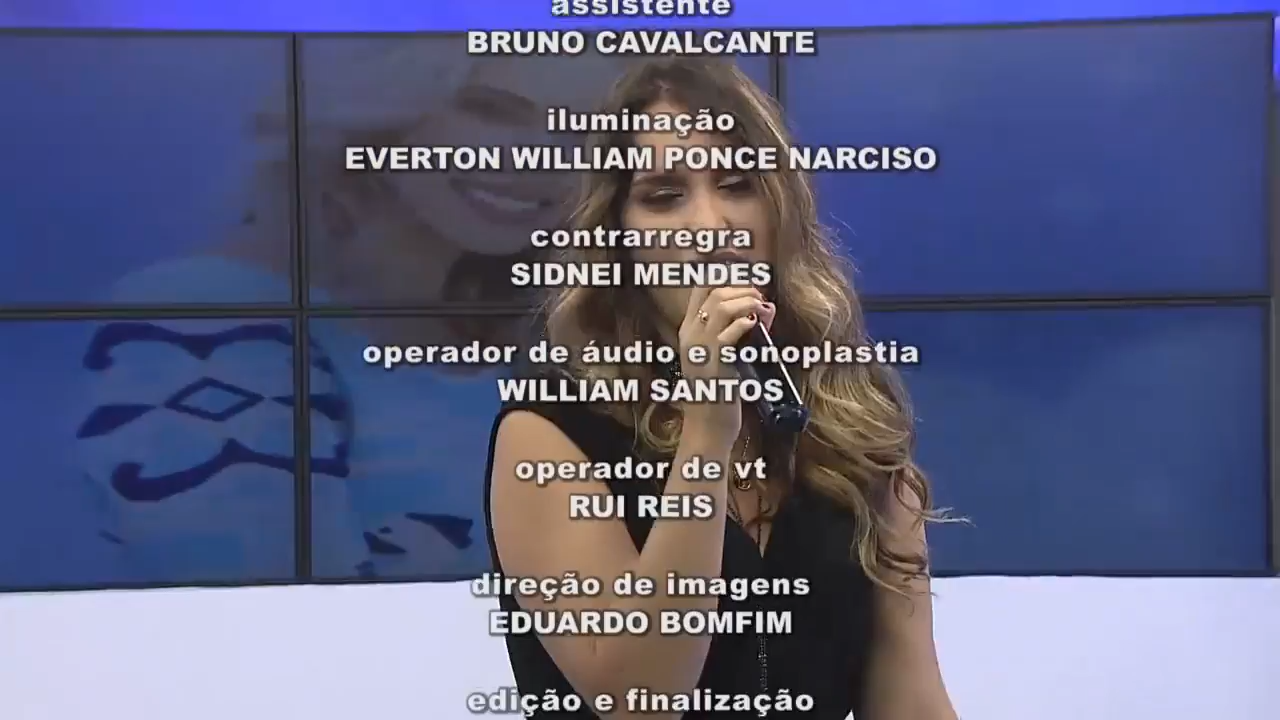 assistente
BRUNO CAVALCANTE
iluminação
EVERTON WILLIAM PONCE NARCISO
contrarregra
SIDNEI MENDES
operador de áudio e sonoplastia
WILLIAM SANTOS
operador de vt
RUI REIS
direção de imagens
EDUARDO BOMFIM
edição e finalização